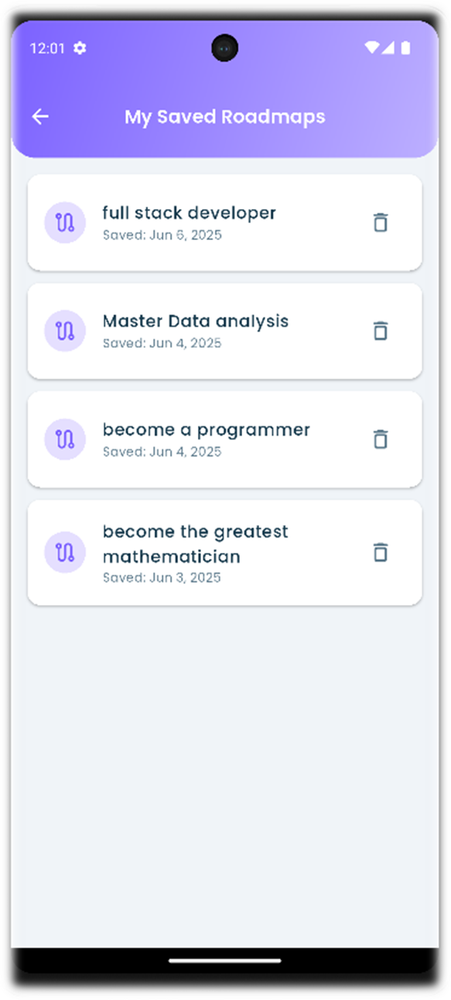 12:01
My Saved Roadmaps
full stack developer
Saved: Jun 6, 2025
Master Data analysis
Saved: Jun 4, 2025
become a programmer
Saved: Jun 4, 2025
become the greatest
mathematician
Saved: Jun 3, 2025